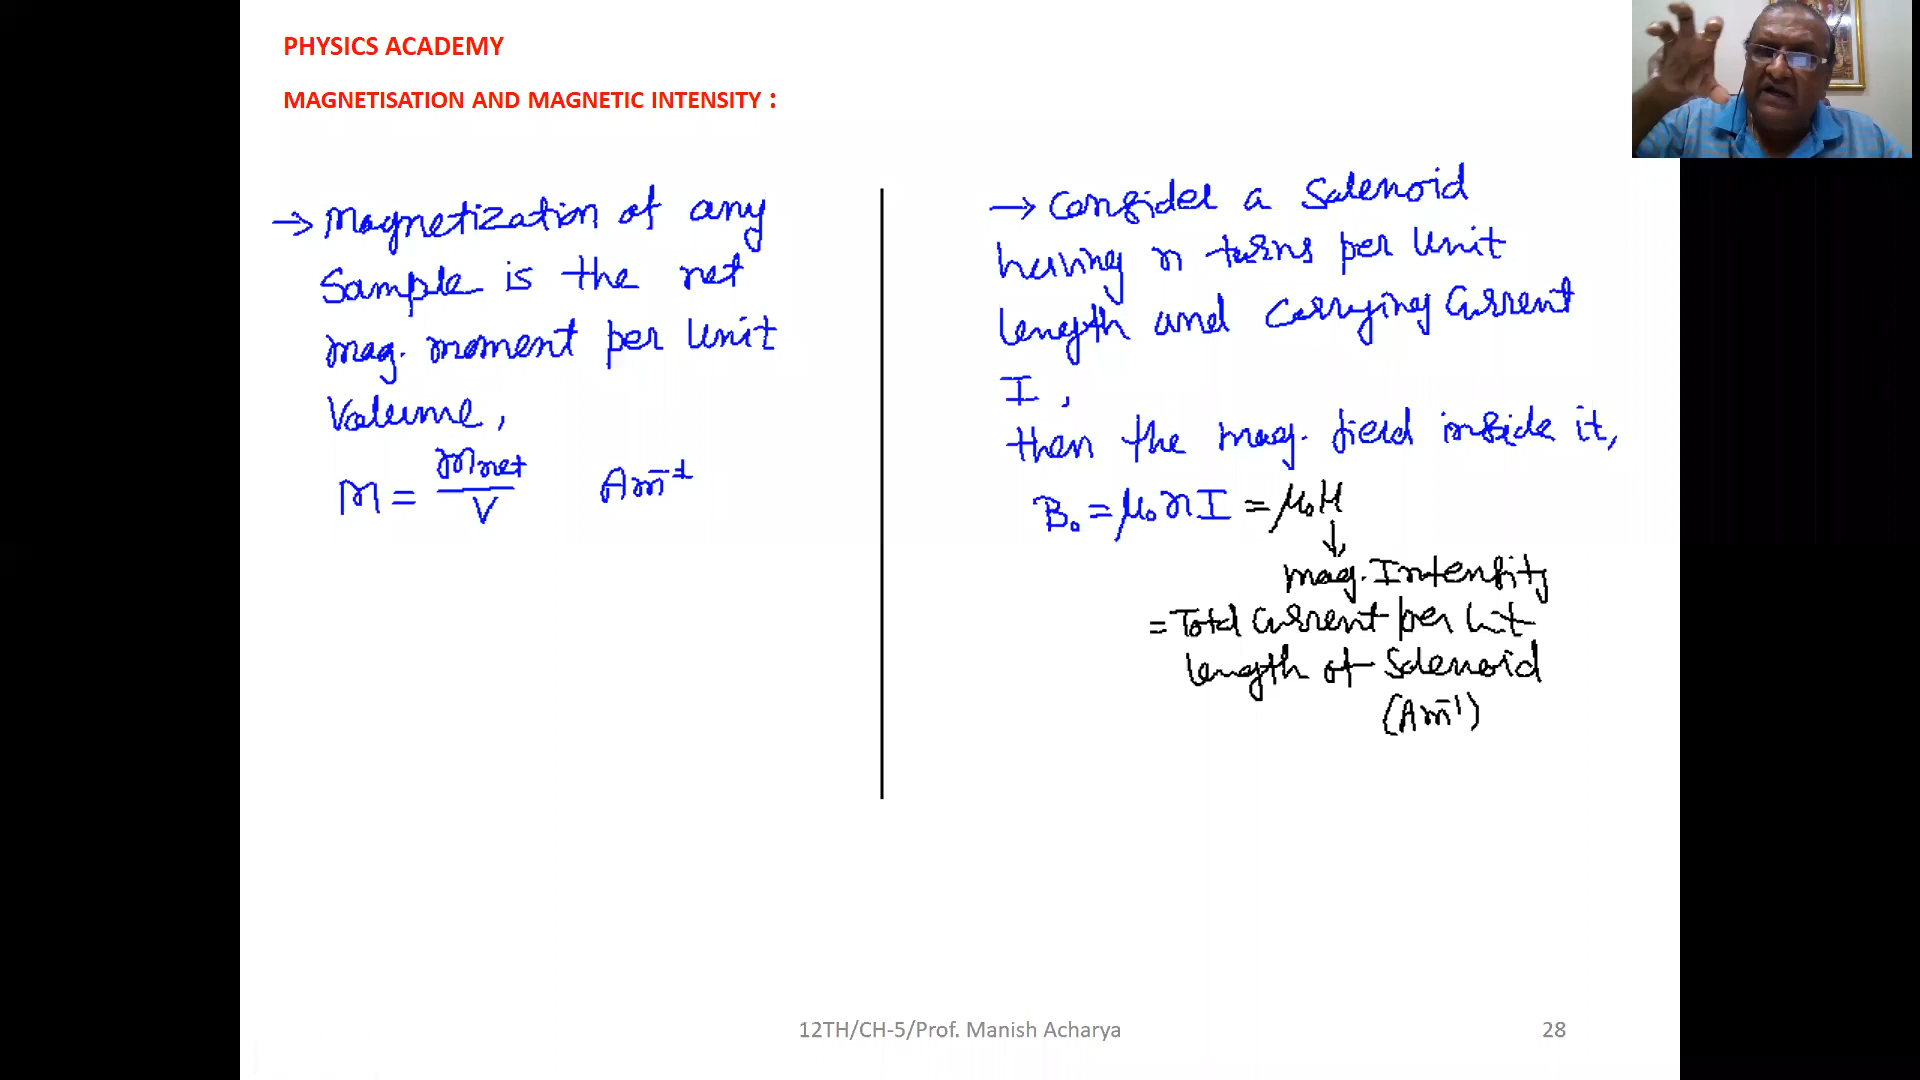 PHYSICS ACADEMY
MAGNETISATION AND MAGNETIC INTENSITY :
→ Magnetization of any
Sample is the net
mag. moment per Unit
Volume,
M = mnet / V Am⁻¹
→ Consider a Solenoid
having n turns per Unit
length and Carrying Current
I,
then the mag. field inside it,
B₀ = μ₀nI = μ₀H
↓
mag. Intensity
= Total Current per Unit
length of Solenoid
(Am⁻¹)
12TH/CH-5/Prof. Manish Acharya
28